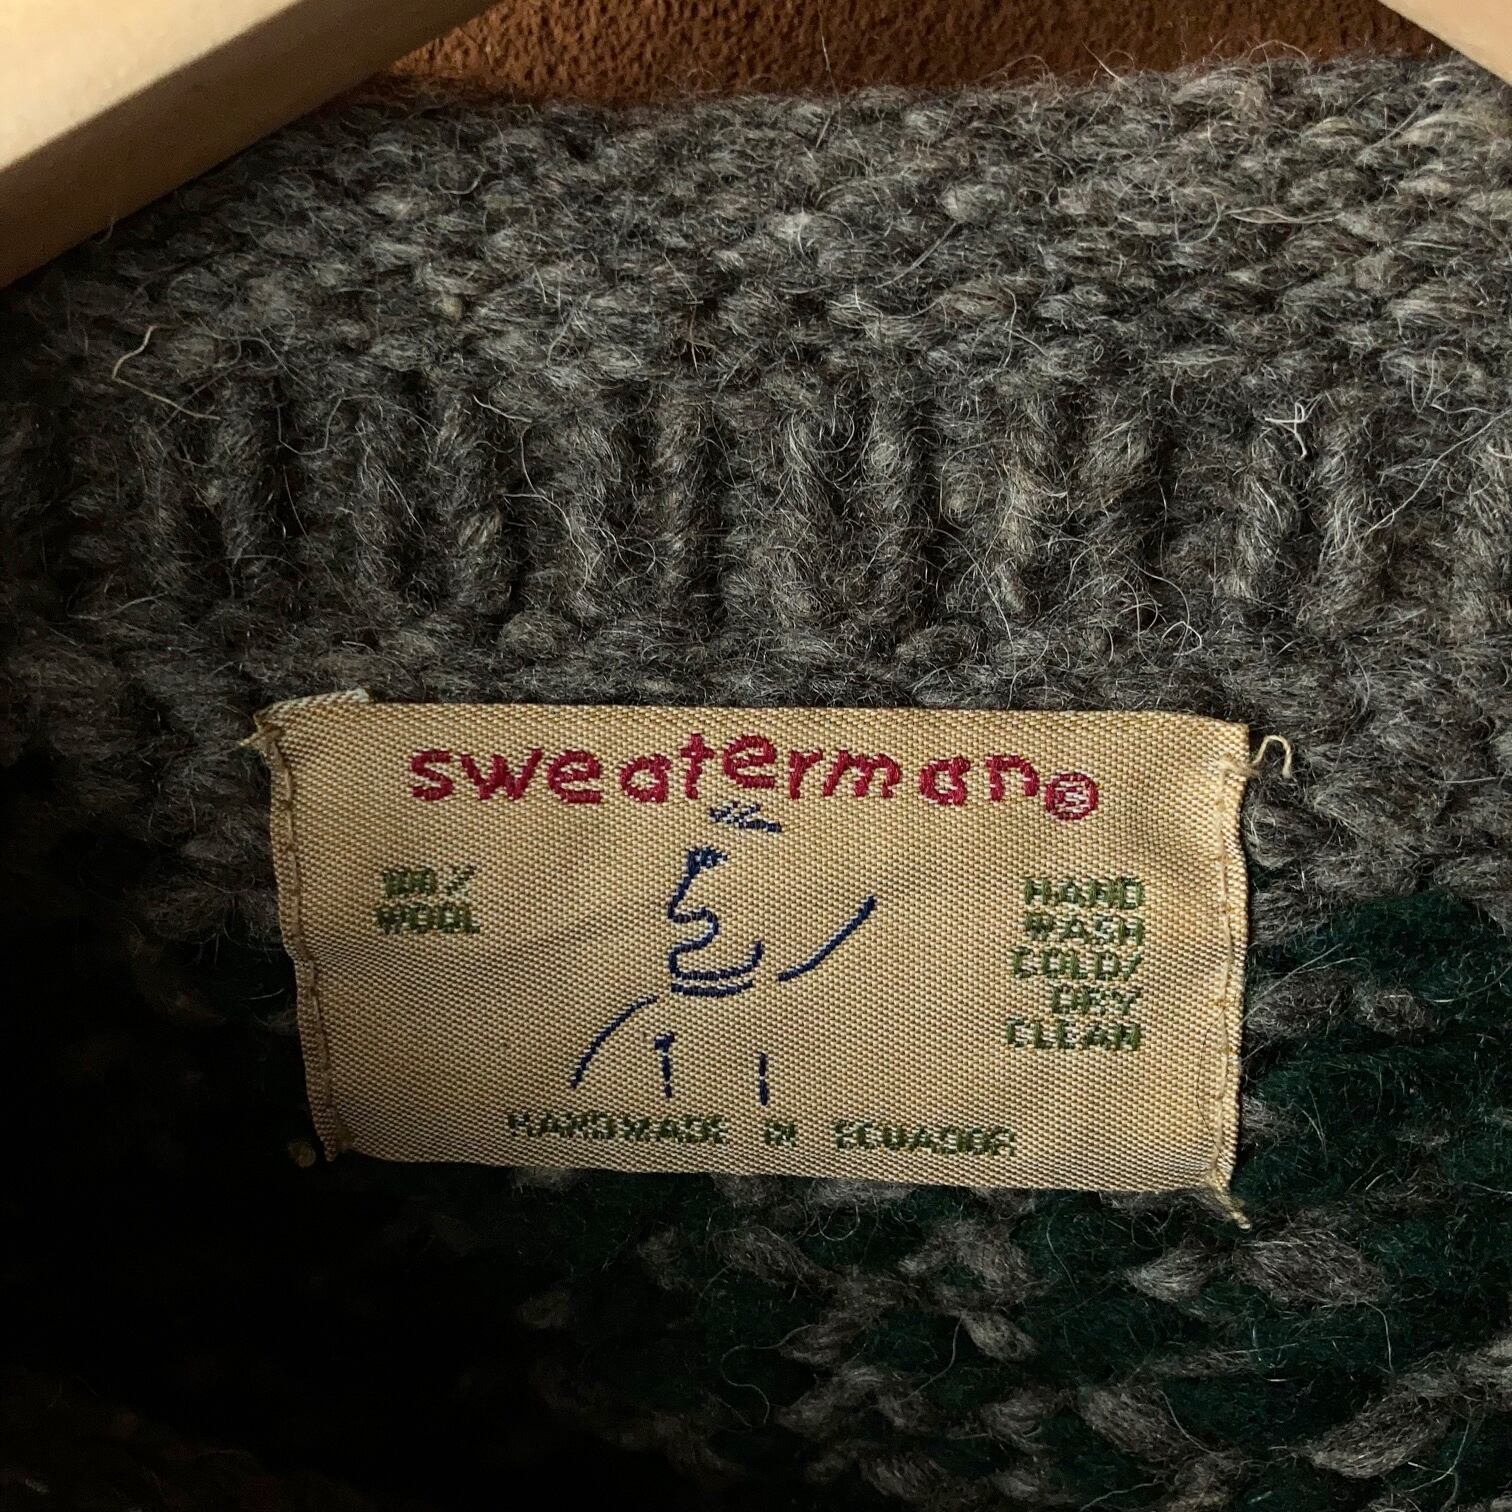 sweaterman®
100%
WOOL
HAND
WASH
COLD/
DRY
CLEAN
HANDMADE IN ECUADOR